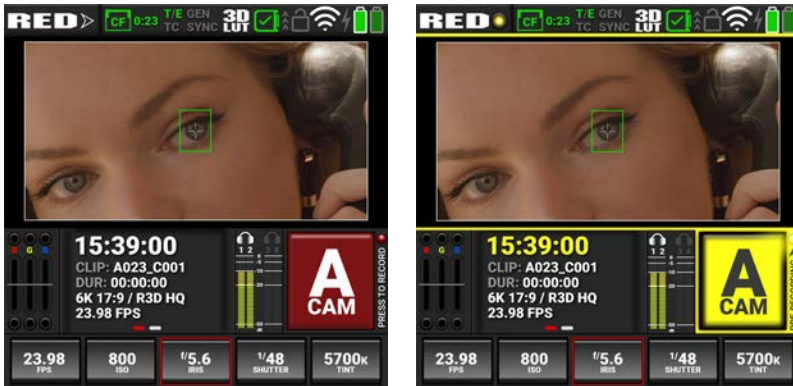 RED CF 0:23 T/E GEN 3D
TC SYNC LUT
R G B
15:39:00
CLIP: A023_C001
DUR: 00:00:00
6K 17:9 / R3D HQ
23.98 FPS
1 2 3 4
A
CAM
PRESS TO RECORD
23.98 800 f/5.6 1/48 5700K
FPS ISO IRIS SHUTTER TINT
RED CF 0:23 T/E GEN 3D
TC SYNC LUT
R G B
15:39:00
CLIP: A023_C001
DUR: 00:00:00
6K 17:9 / R3D HQ
23.98 FPS
1 2 3 4
A
CAM
23.98 800 f/5.6 1/48 5700K
FPS ISO IRIS SHUTTER TINT